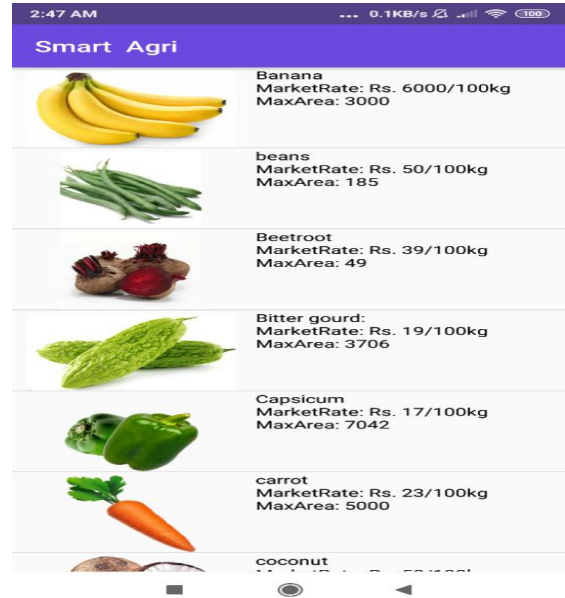 2:47 AM ... 0.1KB/s 100
Smart Agri
Banana
MarketRate: Rs. 6000/100kg
MaxArea: 3000
beans
MarketRate: Rs. 50/100kg
MaxArea: 185
Beetroot
MarketRate: Rs. 39/100kg
MaxArea: 49
Bitter gourd:
MarketRate: Rs. 19/100kg
MaxArea: 3706
Capsicum
MarketRate: Rs. 17/100kg
MaxArea: 7042
carrot
MarketRate: Rs. 23/100kg
MaxArea: 5000
coconut